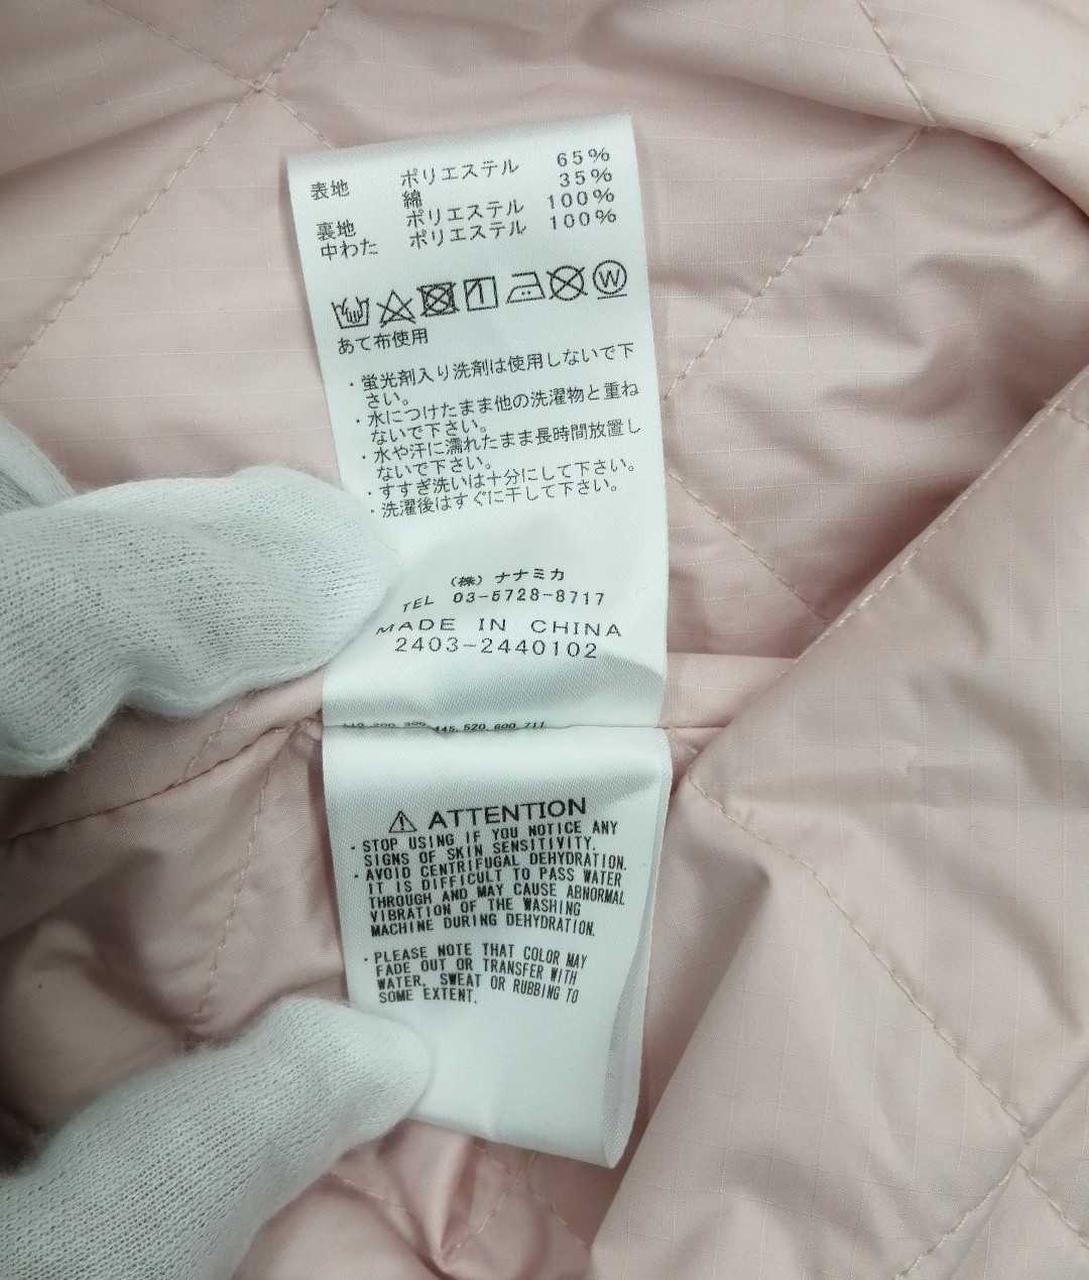 表地 ポリエステル 65%
綿 35%
裏地 ポリエステル 100%
中わた ポリエステル 100%
W
あて布使用
・蛍光剤入り洗剤は使用しないで下
さい。
・水につけたまま他の洗濯物と重ね
ないで下さい。
・水や汗に濡れたまま長時間放置し
ないで下さい。
・すすぎ洗いは十分にして下さい。
・洗濯後はすぐに干して下さい。
(株) ナナミカ
TEL 03-5728-8717
MADE IN CHINA
2403-2440102
445, 520, 600, 711
⚠ ATTENTION
・STOP USING IF YOU NOTICE ANY
SIGNS OF SKIN SENSITIVITY.
・AVOID CENTRIFUGAL DEHYDRATION.
IT IS DIFFICULT TO PASS WATER
THROUGH AND MAY CAUSE ABNORMAL
VIBRATION OF THE WASHING
MACHINE DURING DEHYDRATION.
・PLEASE NOTE THAT COLOR MAY
FADE OUT OR TRANSFER WITH
WATER, SWEAT OR RUBBING TO
SOME EXTENT.